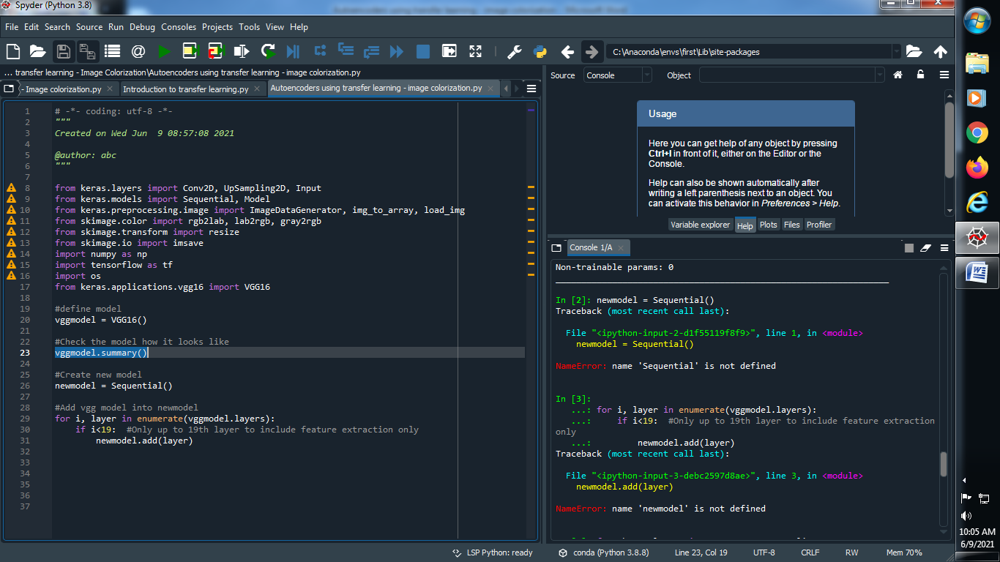 Spyder (Python 3.8)
Autoencoders using transfer learning - image colorization - Microsoft Word
File Edit Search Source Run Debug Consoles Projects Tools View Help
C:\Anaconda\envs\first\Lib\site-packages
... transfer learning - Image Colorization\Autoencoders using transfer learning - image colorization.py
- Image colorization.py Introduction to transfer learning.py Autoencoders using transfer learning - image colorization.py
1 # -*- coding: utf-8 -*-
2 """
3 Created on Wed Jun  9 08:57:08 2021
4
5 @author: abc
6 """
7
8 from keras.layers import Conv2D, UpSampling2D, Input
9 from keras.models import Sequential, Model
10 from keras.preprocessing.image import ImageDataGenerator, img_to_array, load_img
11 from skimage.color import rgb2lab, lab2rgb, gray2rgb
12 from skimage.transform import resize
13 from skimage.io import imsave
14 import numpy as np
15 import tensorflow as tf
16 import os
17 from keras.applications.vgg16 import VGG16
18
19 #define model
20 vggmodel = VGG16()
21
22 #Check the model how it looks like
23 vggmodel.summary()
24
25 #Create new model
26 newmodel = Sequential()
27
28 #Add vgg model into newmodel
29 for i, layer in enumerate(vggmodel.layers):
30     if i<19:  #Only up to 19th layer to include feature extraction only
31         newmodel.add(layer)
32
33
34
35
36
37
Source Console Object
Usage
Here you can get help of any object by pressing
Ctrl+I in front of it, either on the Editor or the
Console.
Help can also be shown automatically after
writing a left parenthesis next to an object. You
can activate this behavior in Preferences > Help.
Variable explorer Help Plots Files Profiler
Console 1/A
Non-trainable params: 0
In [2]: newmodel = Sequential()
Traceback (most recent call last):
  File "<ipython-input-2-d1f55119f8f9>", line 1, in <module>
    newmodel = Sequential()
NameError: name 'Sequential' is not defined
In [3]:
   ...: for i, layer in enumerate(vggmodel.layers):
   ...:     if i<19:  #Only up to 19th layer to include feature extraction
only
   ...:         newmodel.add(layer)
Traceback (most recent call last):
  File "<ipython-input-3-debc2597d8ae>", line 3, in <module>
    newmodel.add(layer)
NameError: name 'newmodel' is not defined
LSP Python: ready conda (Python 3.8.8) Line 23, Col 19 UTF-8 CRLF RW Mem 70%
10:05 AM
6/9/2021